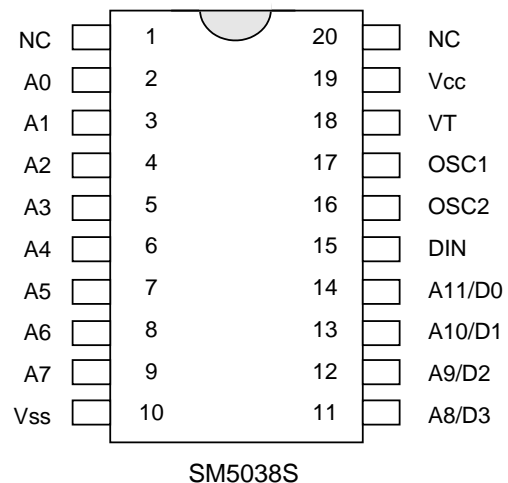 NC 1 20 NC
A0 2 19 Vcc
A1 3 18 VT
A2 4 17 OSC1
A3 5 16 OSC2
A4 6 15 DIN
A5 7 14 A11/D0
A6 8 13 A10/D1
A7 9 12 A9/D2
Vss 10 11 A8/D3
SM5038S